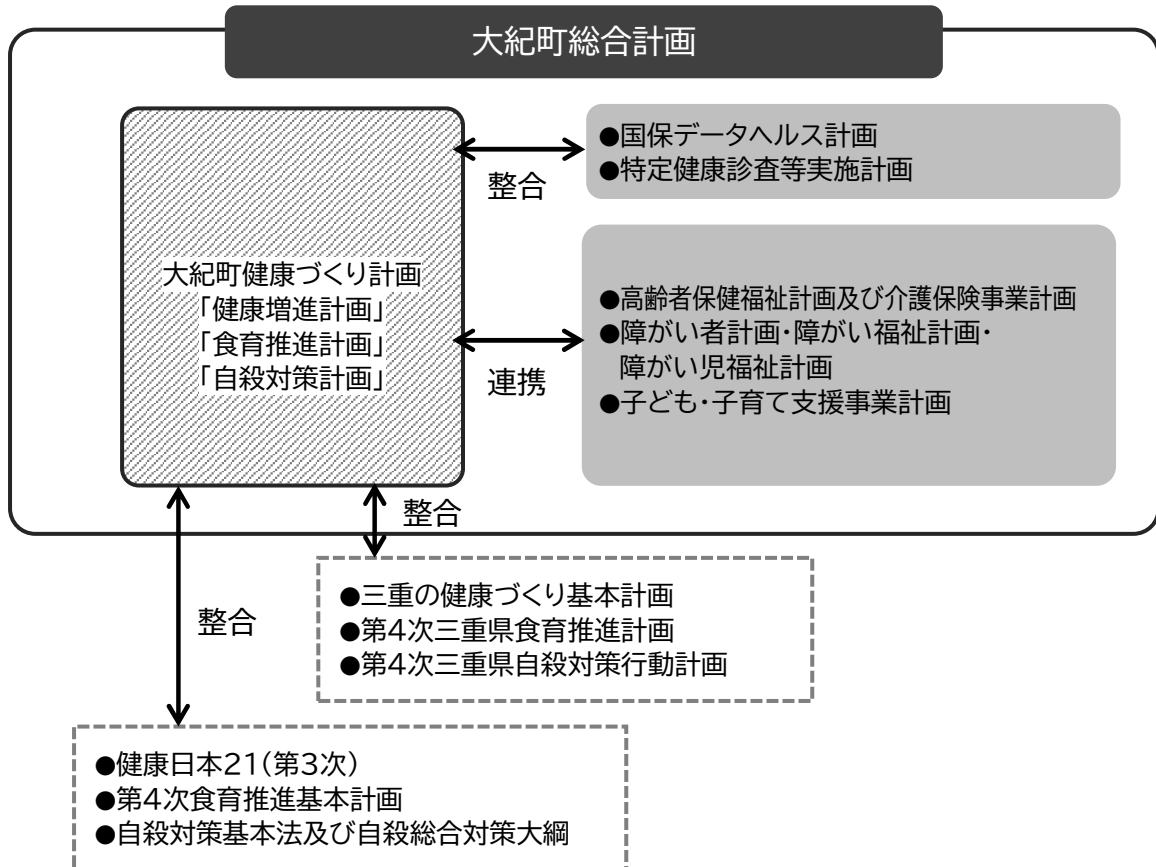 大紀町総合計画
大紀町健康づくり計画
「健康増進計画」
「食育推進計画」
「自殺対策計画」
整合
●国保データヘルス計画
●特定健康診査等実施計画
連携
●高齢者保健福祉計画及び介護保険事業計画
●障がい者計画・障がい福祉計画・
障がい児福祉計画
●子ども・子育て支援事業計画
整合
●三重の健康づくり基本計画
●第4次三重県食育推進計画
●第4次三重県自殺対策行動計画
整合
●健康日本21(第3次)
●第4次食育推進基本計画
●自殺対策基本法及び自殺総合対策大綱